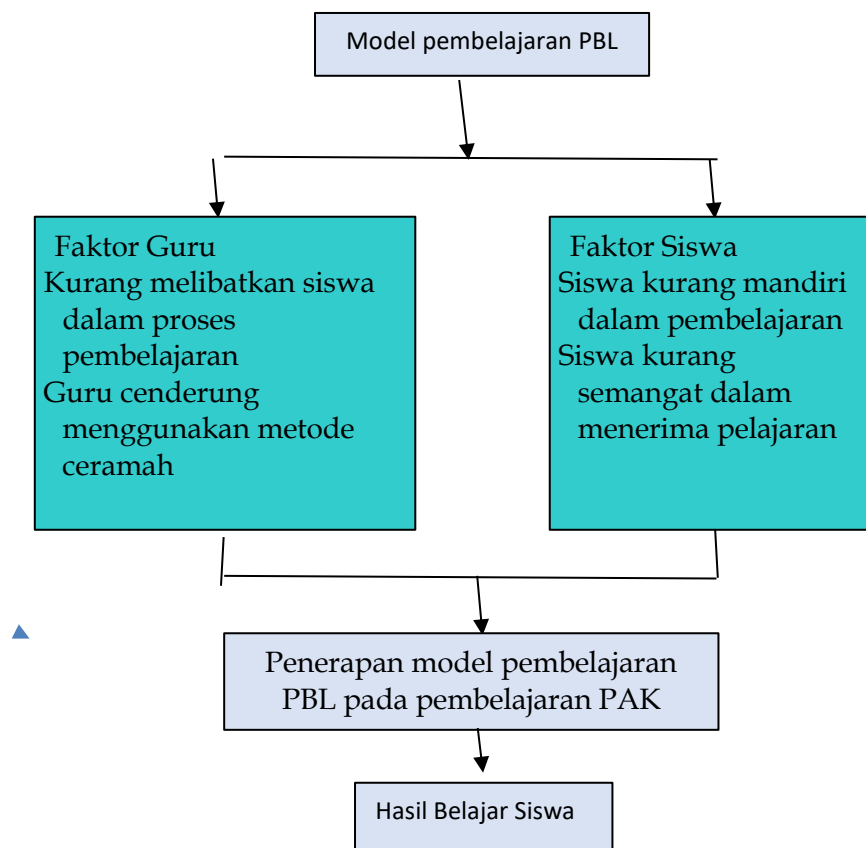 Model pembelajaran PBL
Faktor Guru
Kurang melibatkan siswa
dalam proses
pembelajaran
Guru cenderung
menggunakan metode
ceramah
Faktor Siswa
Siswa kurang mandiri
dalam pembelajaran
Siswa kurang
semangat dalam
menerima pelajaran
Penerapan model pembelajaran
PBL pada pembelajaran PAK
Hasil Belajar Siswa